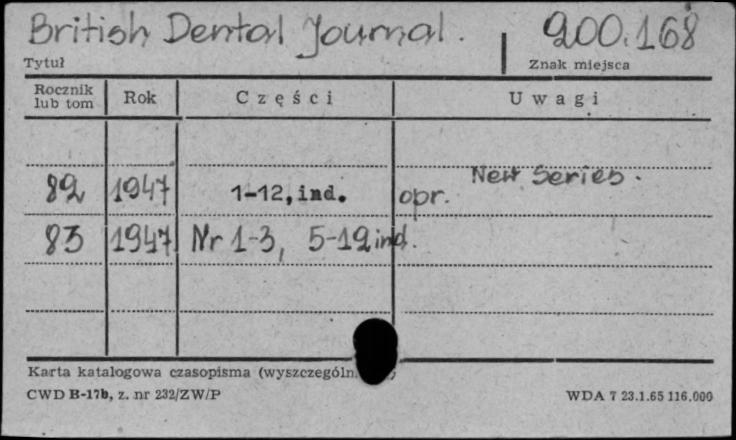 British Dental Journal. 200.168
Tytuł Znak miejsca
Rocznik lub tom Rok Części Uwagi
New Series.
82 1947 1-12, ind. opr.
83 1947 Nr 1-3, 5-12 ind.
Karta katalogowa czasopisma
CWD B-17b, z. nr 232/ZW/P WDA 7 23.1.65 116.000